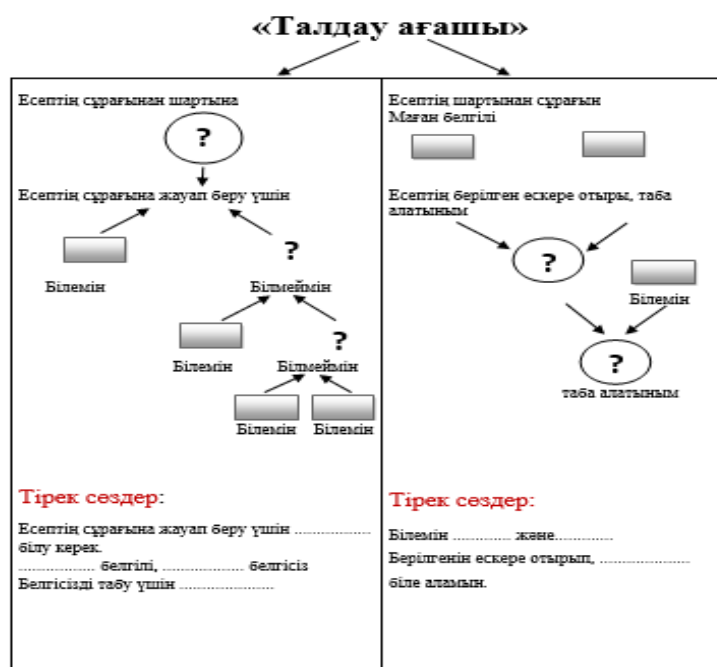 «Талдау ағашы»
Есептің сұрағынан шартына
?
Есептің сұрағына жауап беру үшін
?
Білемін
Білмеймін
?
Білемін
Білмеймін
Білемін
Білемін
Тірек сөздер:
Есептің сұрағына жауап беру үшін ..................
білу керек.
.................. белгілі, ................... белгісіз
Белгісізді табу үшін ......................
Есептің шартынан сұрағын
Маған белгілі
Есептің берілген ескере отыры, таба
алатыным
?
Білемін
?
таба алатыным
Тірек сөздер:
Білемін .............. және..............
Берілгенін ескере отырып, .....................
біле аламын.